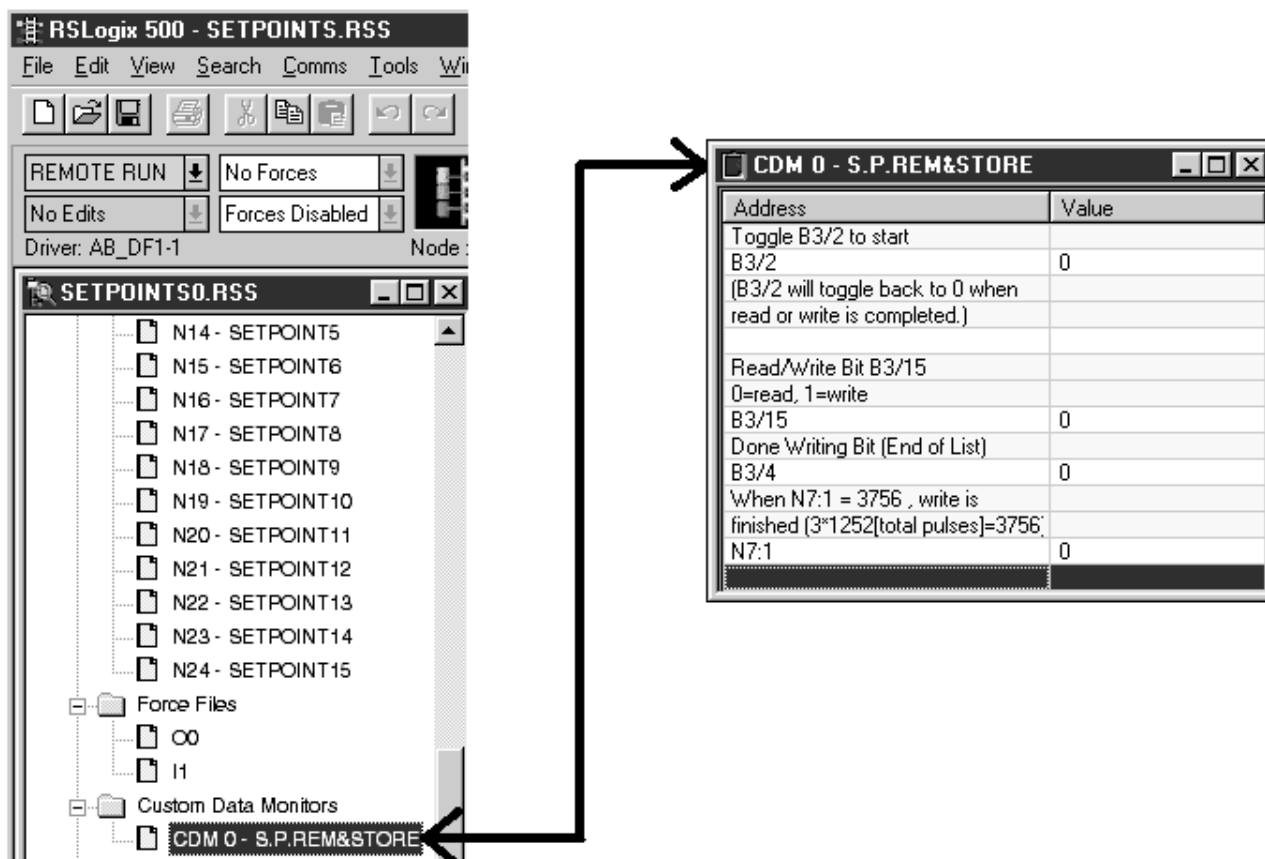 RSLogix 500 - SETPOINTS.RSS
File Edit View Search Comms Tools
REMOTE RUN No Forces
No Edits Forces Disabled
Driver: AB_DF1-1 Node :
SETPOINTS0.RSS
N14 - SETPOINT5
N15 - SETPOINT6
N16 - SETPOINT7
N17 - SETPOINT8
N18 - SETPOINT9
N19 - SETPOINT10
N20 - SETPOINT11
N21 - SETPOINT12
N22 - SETPOINT13
N23 - SETPOINT14
N24 - SETPOINT15
Force Files
O0
I1
Custom Data Monitors
CDM 0 - S.P.REM&STORE
CDM 0 - S.P.REM&STORE
Address Value
Toggle B3/2 to start
B3/2 0
(B3/2 will toggle back to 0 when
read or write is completed.)
Read/Write Bit B3/15
0=read, 1=write
B3/15 0
Done Writing Bit (End of List)
B3/4 0
When N7:1 = 3756 , write is
finished (3*1252[total pulses]=3756
N7:1 0